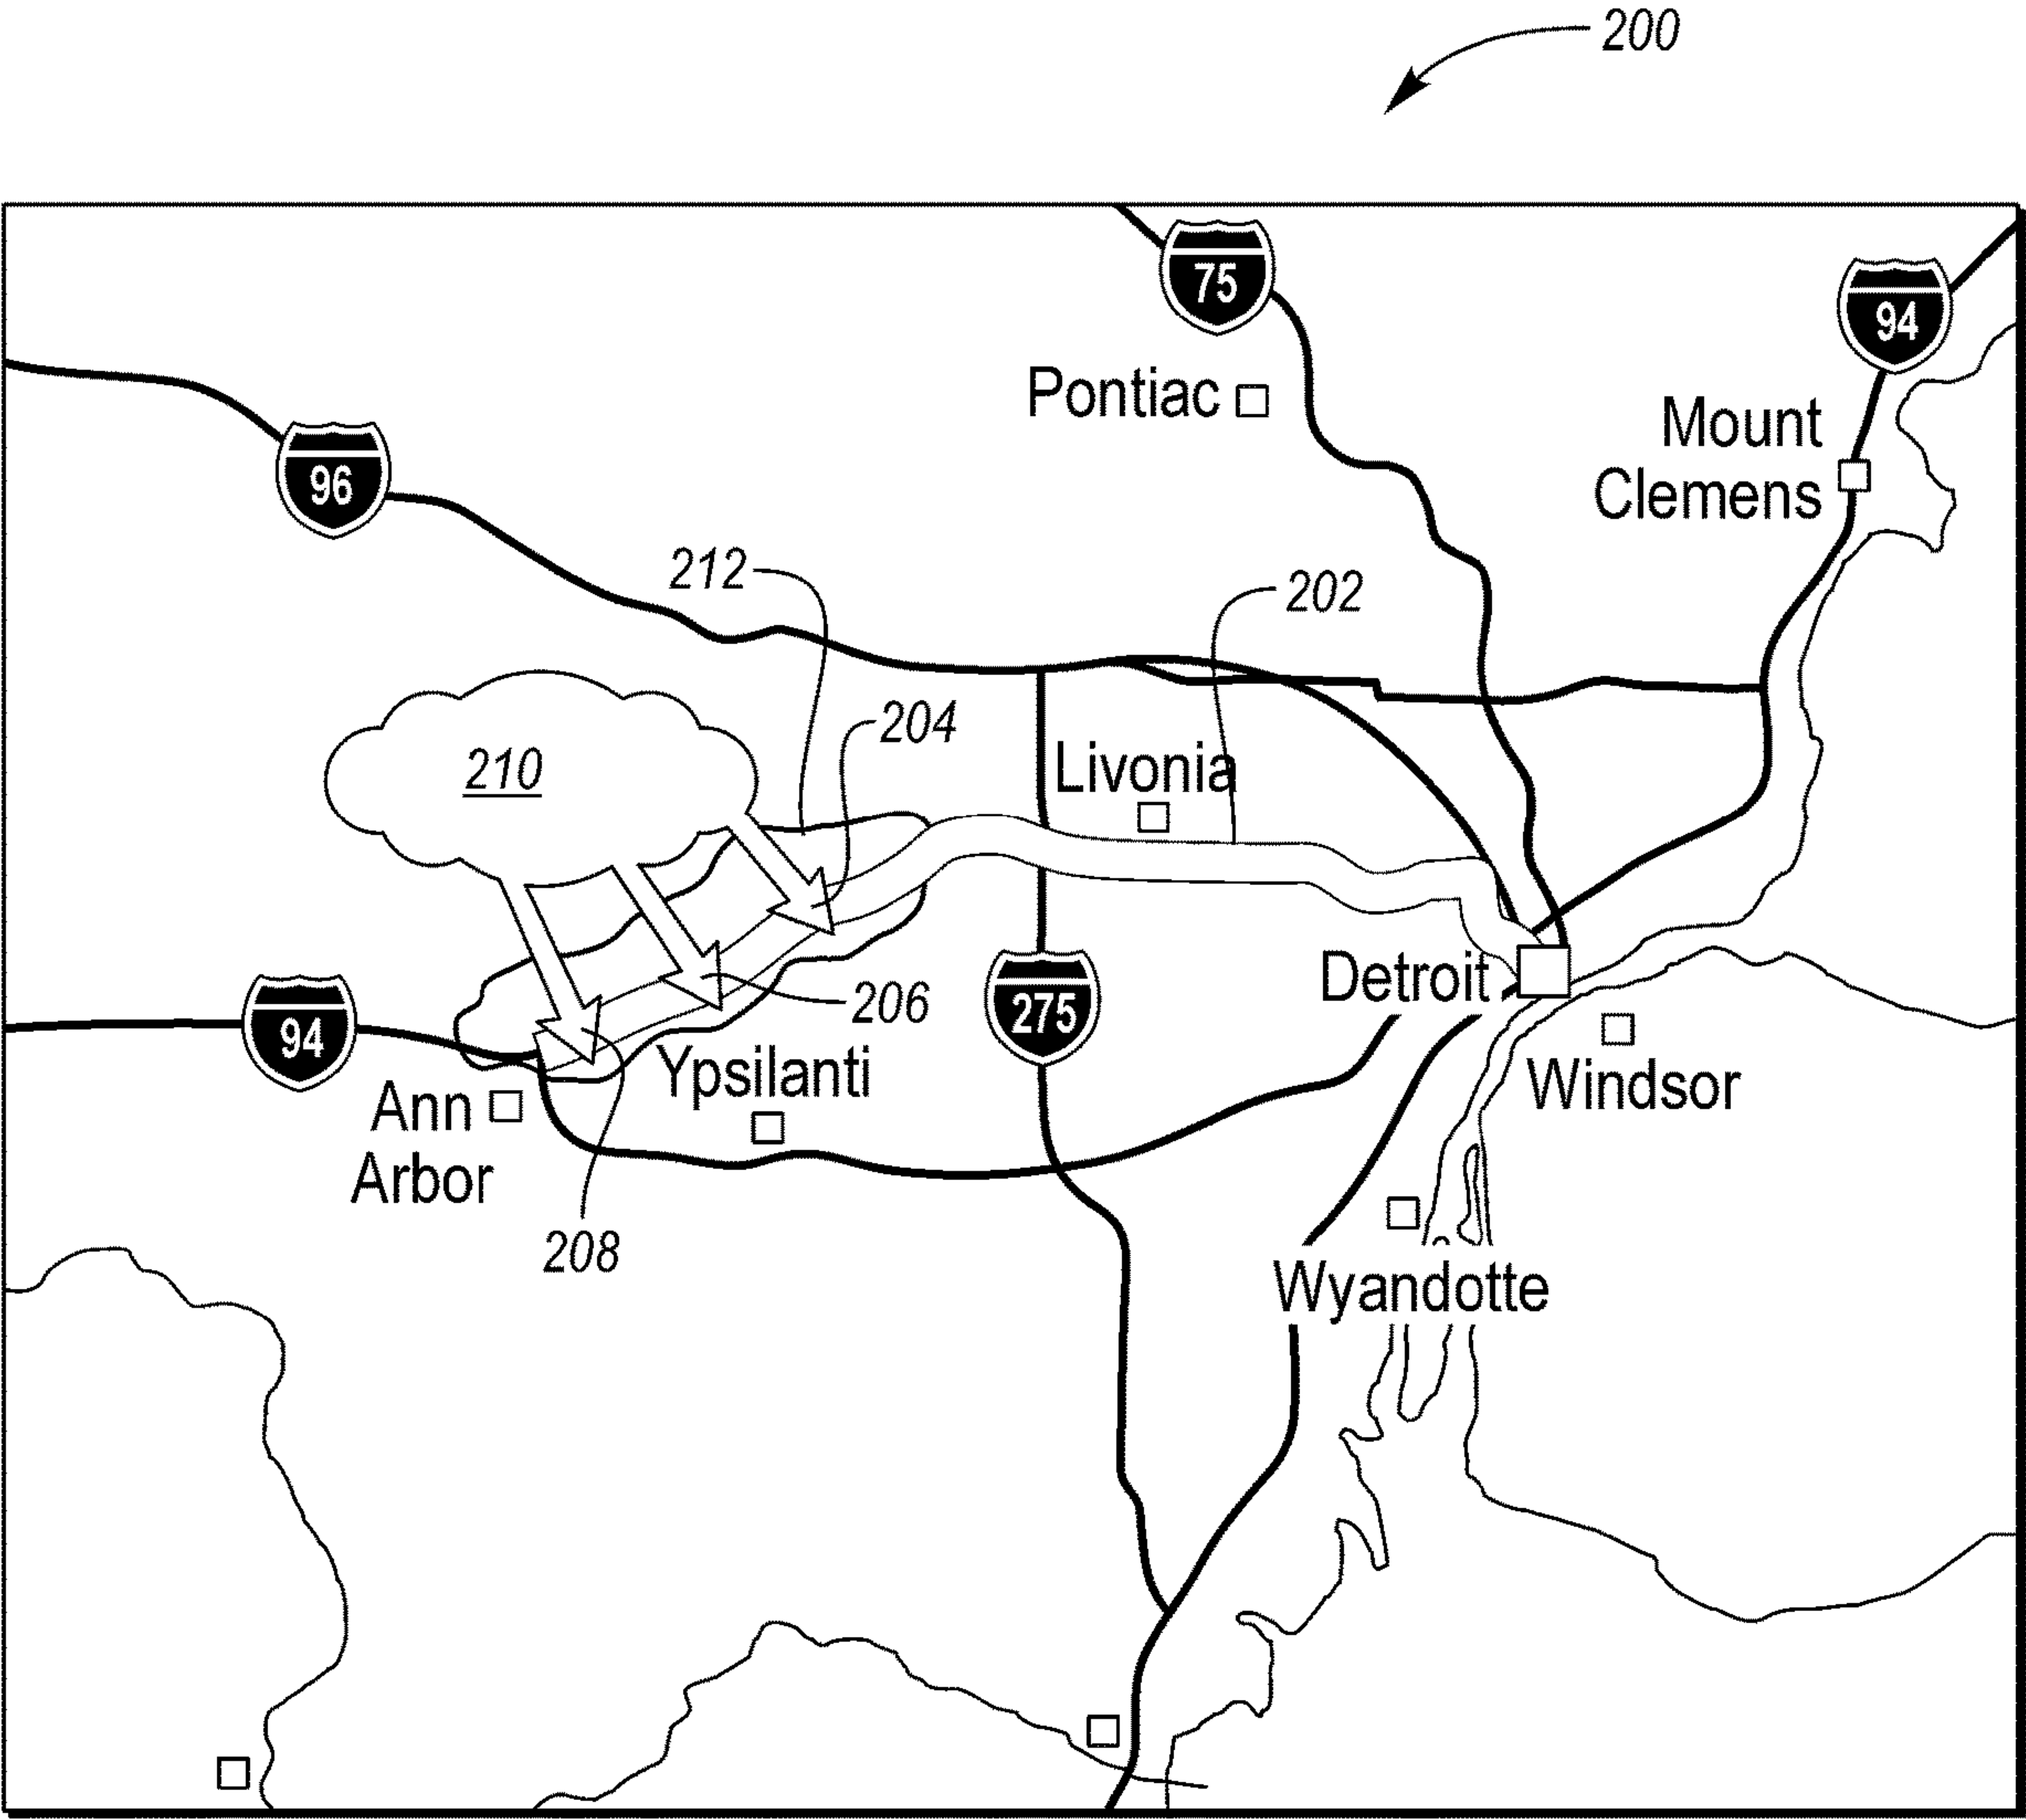 200
75
94
Pontiac
Mount
Clemens
96
212
202
204
Livonia
210
Detroit
206
275
94
Windsor
Ypsilanti
Ann
Arbor
208
Wyandotte